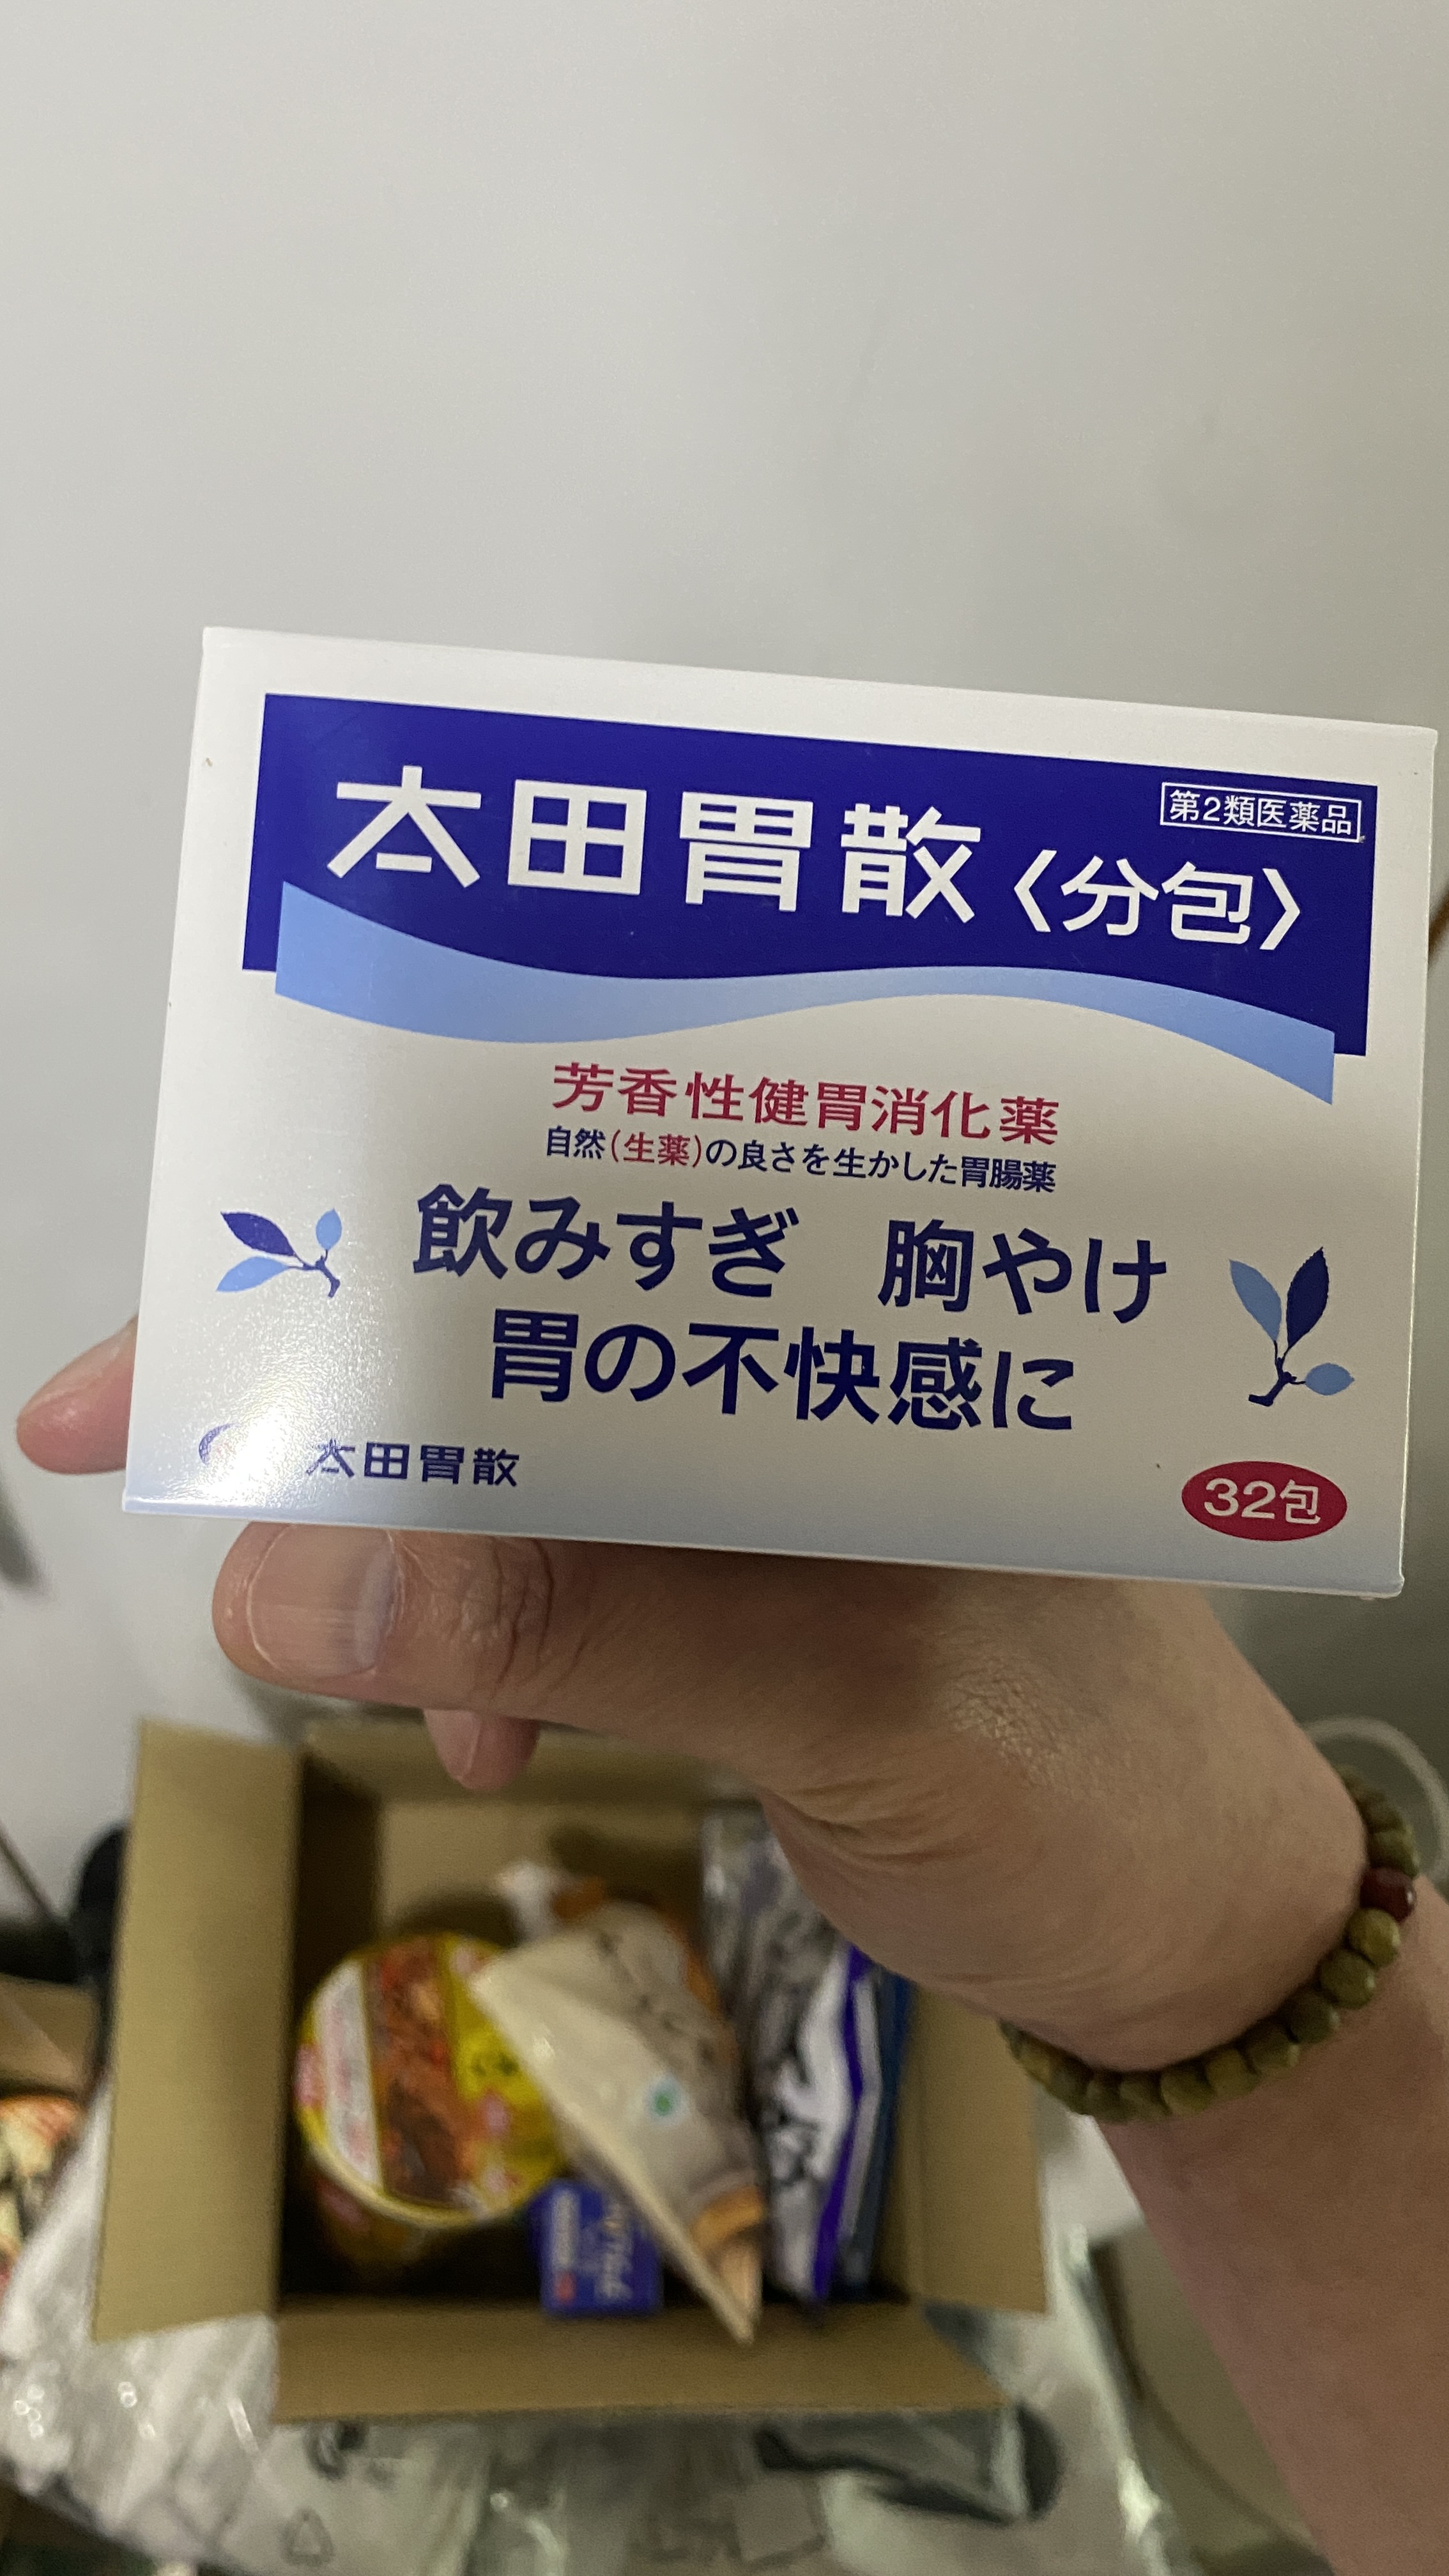 太田胃散〈分包〉
第2類医薬品
芳香性健胃消化薬
自然(生薬)の良さを生かした胃腸薬
飲みすぎ 胸やけ
胃の不快感に
太田胃散
32包